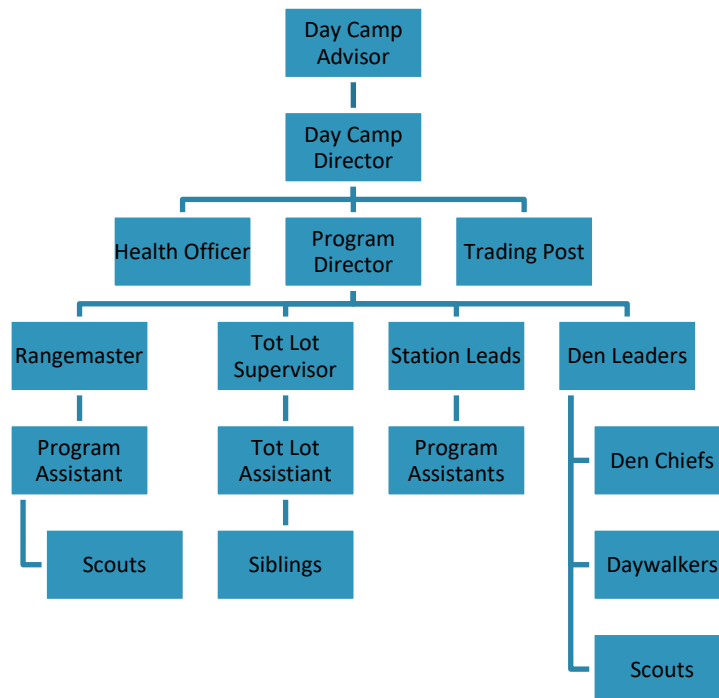 Day Camp
Advisor
Day Camp
Director
Health Officer
Program
Director
Trading Post
Rangemaster
Tot Lot
Supervisor
Station Leads
Den Leaders
Program
Assistant
Tot Lot
Assistiant
Program
Assistants
Den Chiefs
Scouts
Siblings
Daywalkers
Scouts